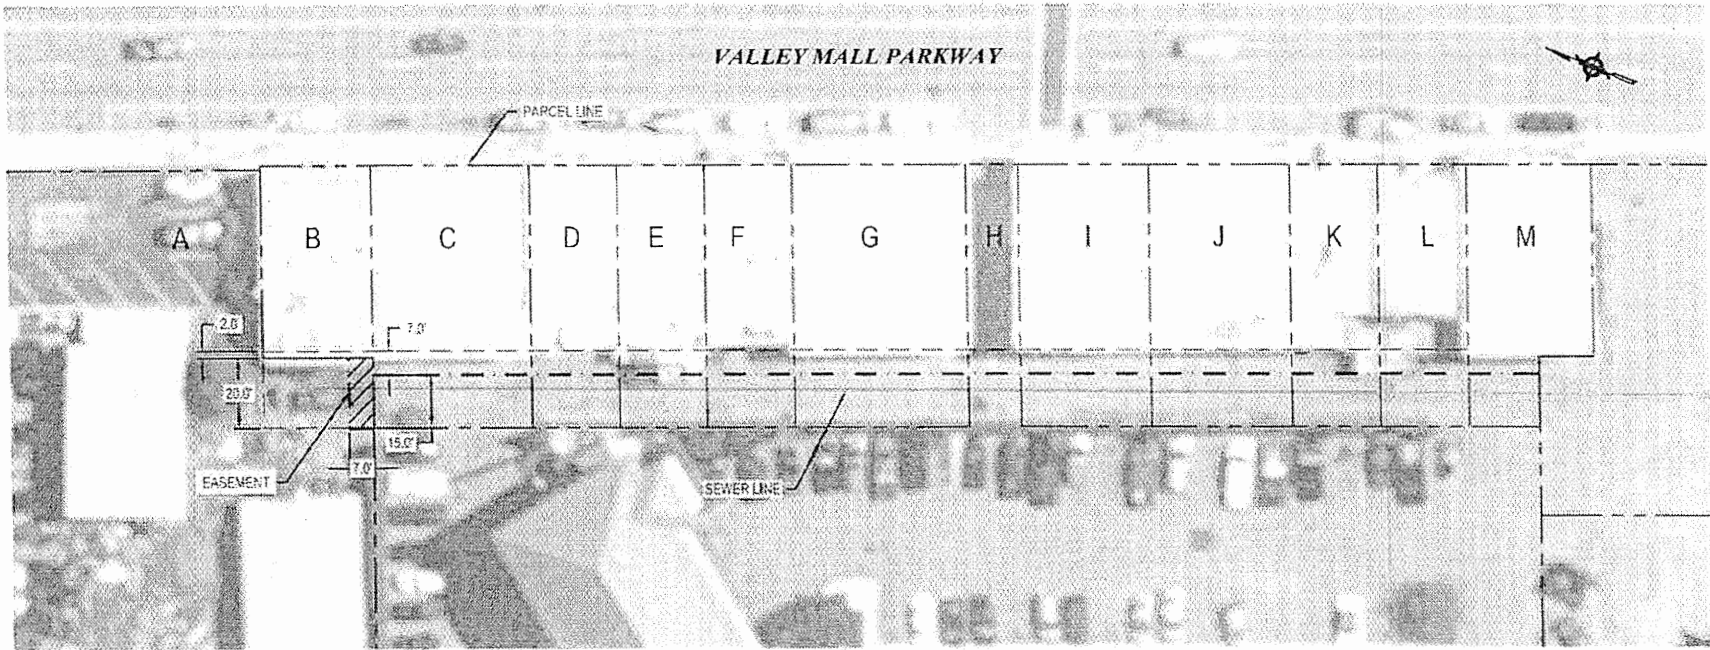 VALLEY MALL PARKWAY
PARCEL LINE
A B C D E F G H I J K L M
2.0'
7.0'
20.0'
15.0'
7.0'
EASEMENT
SEWER LINE